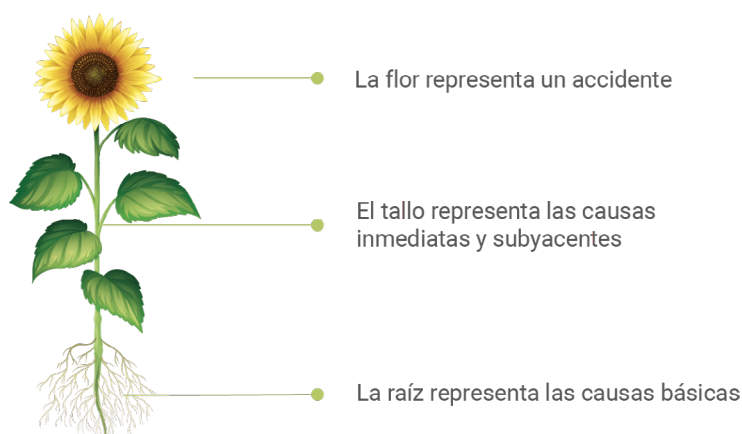 La flor representa un accidente
El tallo representa las causas
inmediatas y subyacentes
La raíz representa las causas básicas